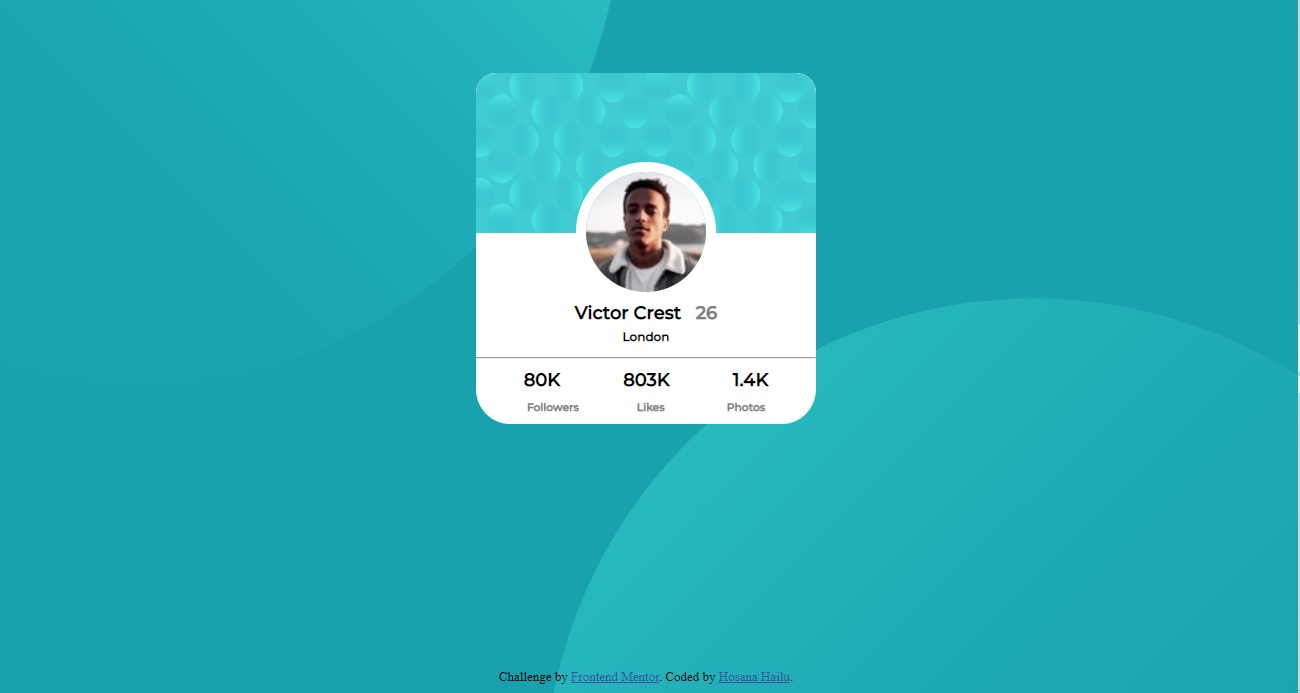 Victor Crest 26
London
80K 803K 1.4K
Followers Likes Photos
Challenge by Frontend Mentor. Coded by Hosana Hailu.